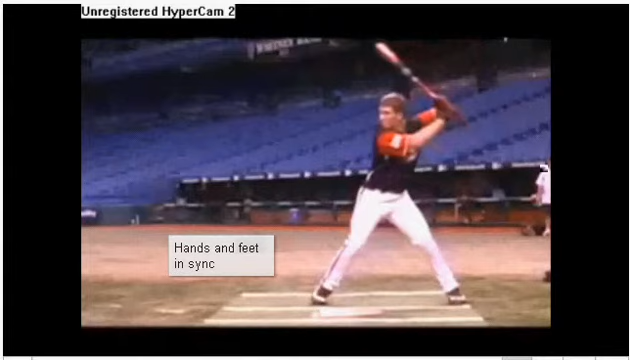 Unregistered HyperCam 2
Hands and feet
in sync